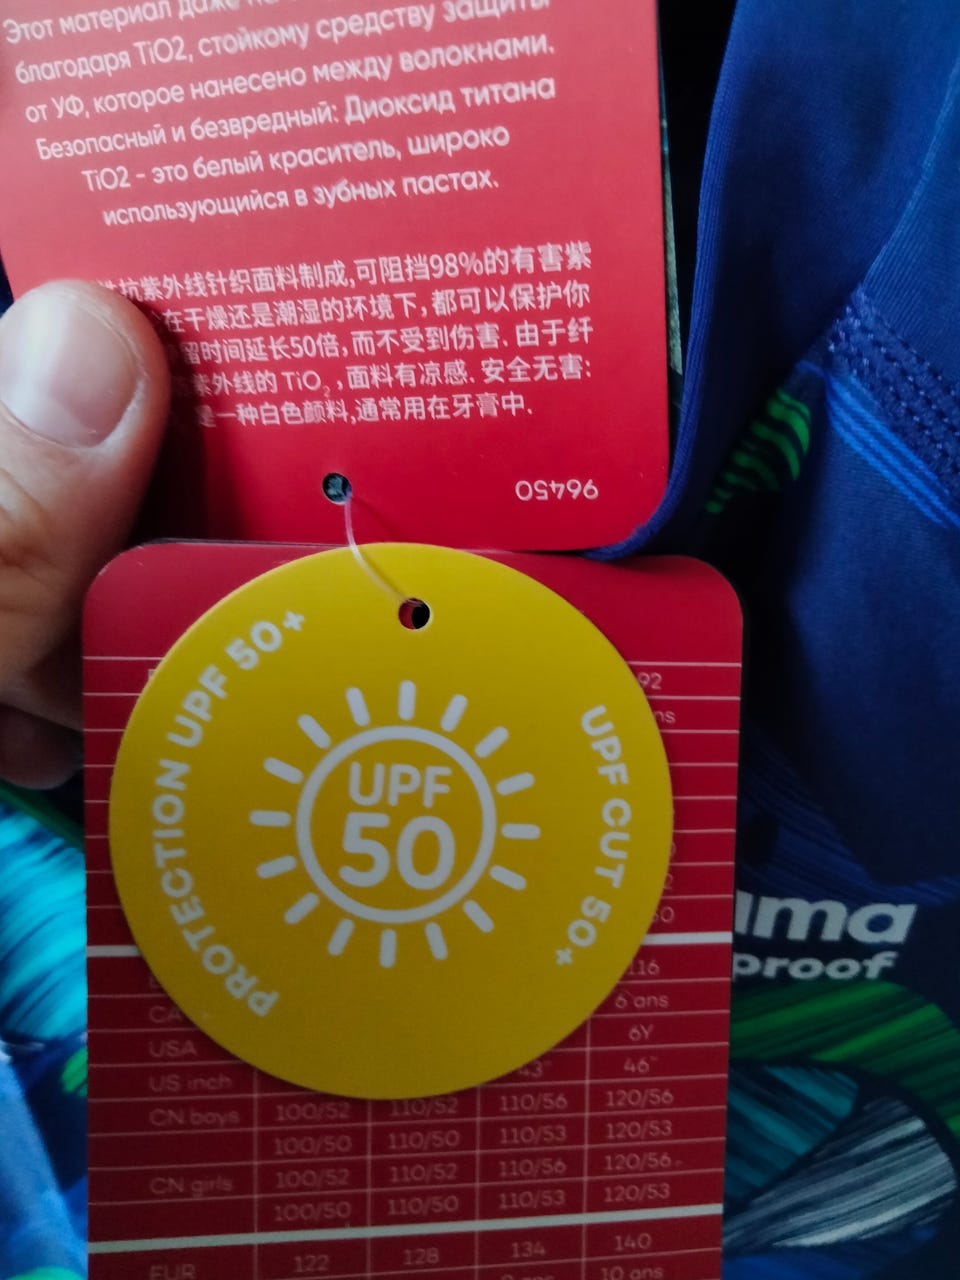 Этот материал даже
благодаря TiO2, стойкому средству защиты
от УФ, которое нанесено между волокнами.
Безопасный и безвредный: Диоксид титана
TiO2 - это белый краситель, широко
использующийся в зубных пастах.
抗紫外线针织面料制成,可阻挡98%的有害紫
在干燥还是潮湿的环境下,都可以保护你
留时间延长50倍,而不受到伤害. 由于纤
紫外线的 TiO₂ ,面料有凉感. 安全无害:
是一种白色颜料,通常用在牙膏中.
96450
PROTECTION UPF 50+
UPF CUT 50+
UPF
50
92
ns
116
6 ans
6Y
USA
43" 46"
US inch
CN boys 100/52 110/52 110/56 120/56
100/50 110/50 110/53 120/53
CN girls 100/52 110/52 110/56 120/56
100/50 110/50 110/53 120/53
EUR 122 128 134 140
10 ans
ma
proof